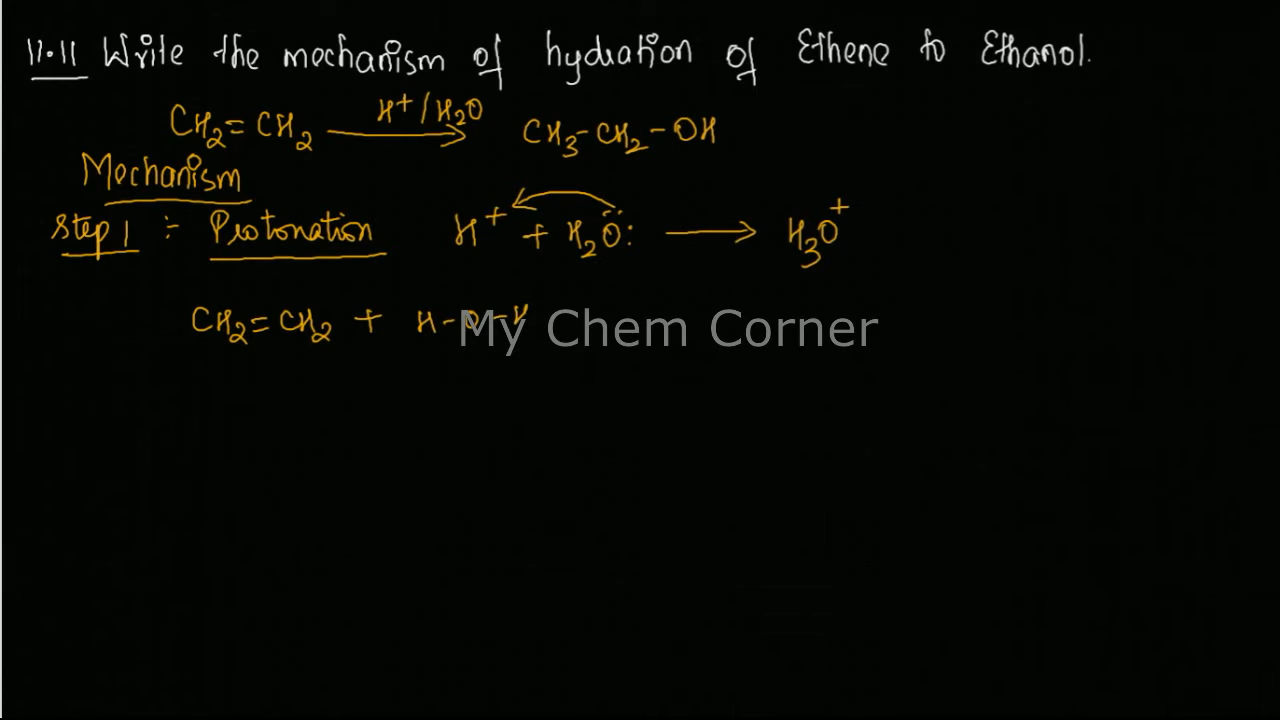 11.11 Write the mechanism of hydration of Ethene to Ethanol.
CH₂=CH₂ H⁺/H₂O → CH₃-CH₂-OH
Mechanism
Step 1 :- Protonation H⁺ + H₂Ö: → H₃O⁺
CH₂=CH₂ + H-O-H
My Chem Corner